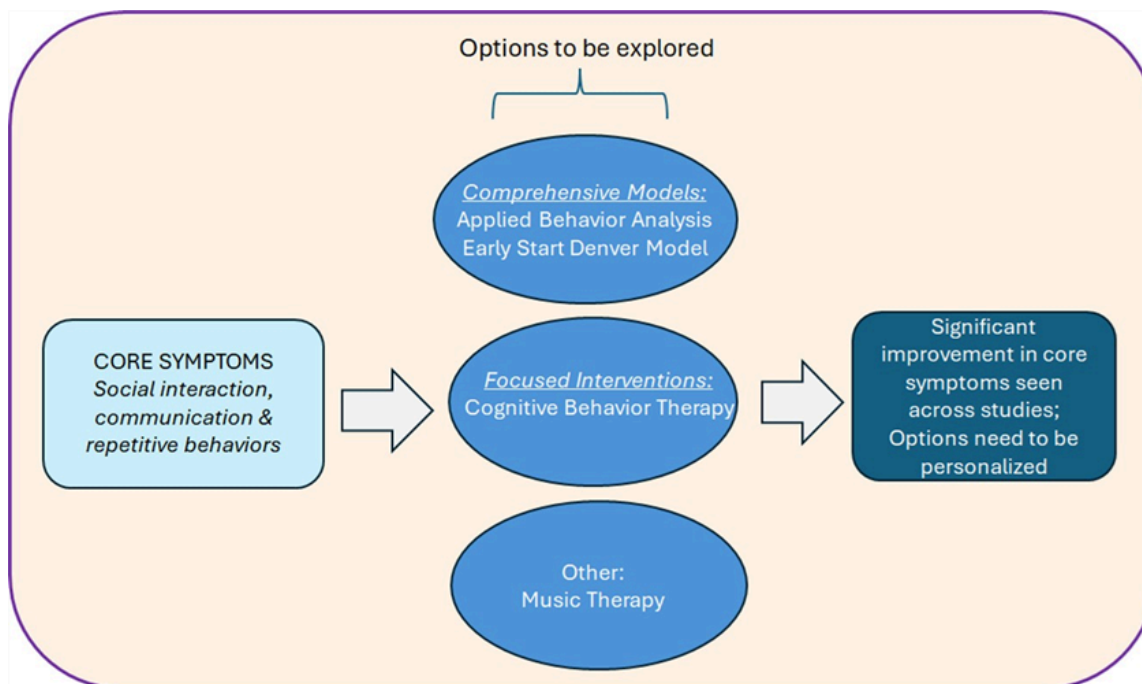 Options to be explored
Comprehensive Models:
Applied Behavior Analysis
Early Start Denver Model
CORE SYMPTOMS
Social interaction,
communication &
repetitive behaviors
Focused Interventions:
Cognitive Behavior Therapy
Significant
improvement in core
symptoms seen
across studies;
Options need to be
personalized
Other:
Music Therapy